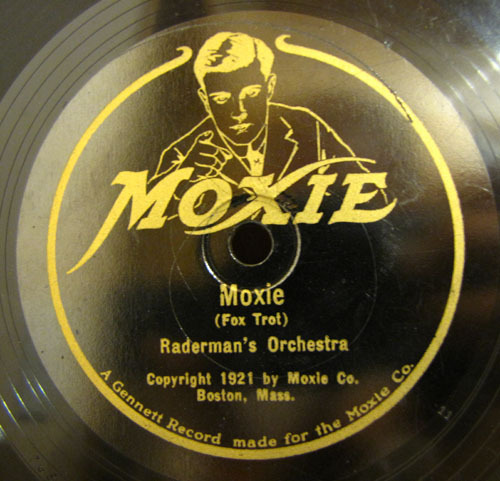 MOXIE
Moxie
(Fox Trot)
Raderman's Orchestra
Copyright 1921 by Moxie Co.
Boston, Mass.
A Gennett Record made for the Moxie Co.